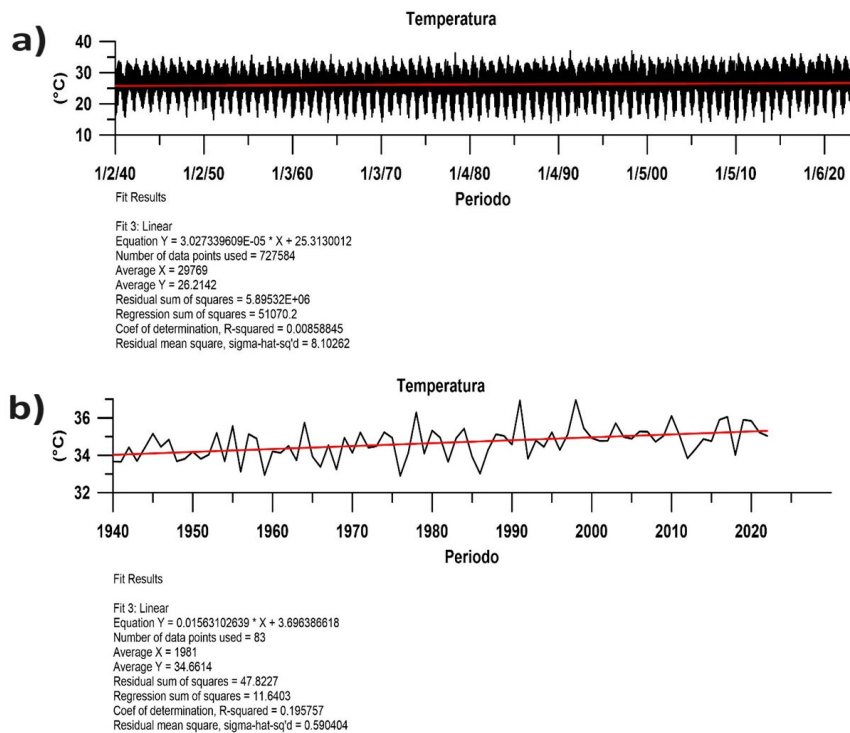 Temperatura
a)
40
30
20
10
(°C)
1/2/40 1/2/50 1/3/60 1/3/70 1/4/80 1/4/90 1/5/00 1/5/10 1/6/20
Periodo
Fit Results
Fit 3: Linear
Equation Y = 3.027339609E-05 * X + 25.3130012
Number of data points used = 727584
Average X = 29769
Average Y = 26.2142
Residual sum of squares = 5.89532E+06
Regression sum of squares = 51070.2
Coef of determination, R-squared = 0.00858845
Residual mean square, sigma-hat-sq'd = 8.10262
Temperatura
b)
36
34
32
(°C)
1940 1950 1960 1970 1980 1990 2000 2010 2020
Periodo
Fit Results
Fit 3: Linear
Equation Y = 0.01563102639 * X + 3.696386618
Number of data points used = 83
Average X = 1981
Average Y = 34.6614
Residual sum of squares = 47.8227
Regression sum of squares = 11.6403
Coef of determination, R-squared = 0.195757
Residual mean square, sigma-hat-sq'd = 0.590404